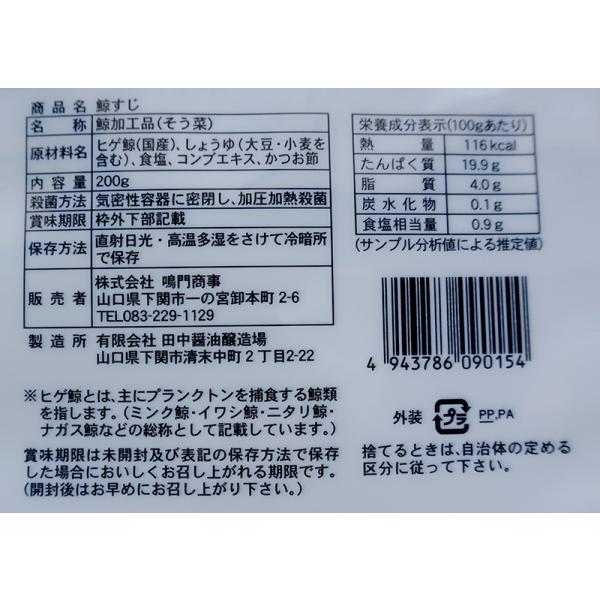 商品名 鯨すじ
名称 鯨加工品(そう菜)
原材料名 ヒゲ鯨(国産)、しょうゆ(大豆・小麦を
含む)、食塩、コンブエキス、かつお節
内容量 200g
殺菌方法 気密性容器に密閉し、加圧加熱殺菌
賞味期限 枠外下部記載
保存方法 直射日光・高温多湿をさけて冷暗所
で保存
販売者 株式会社 鳴門商事
山口県下関市一の宮卸本町2-6
TEL083-229-1129
製造所 有限会社 田中醤油醸造場
山口県下関市清末中町2丁目2-22
※ヒゲ鯨とは、主にプランクトンを捕食する鯨類
を指します。(ミンク鯨・イワシ鯨・ニタリ鯨・
ナガス鯨などの総称として記載しています。)
賞味期限は未開封及び表記の保存方法で保存
した場合においしくお召し上がれる期限です。
(開封後はお早めにお召し上がり下さい。)
栄養成分表示(100gあたり)
熱量 116kcal
たんぱく質 19.9g
脂質 4.0g
炭水化物 0.1g
食塩相当量 0.9g
(サンプル分析値による推定値)
4 943786 090154
外装 プラ PP,PA
捨てるときは、自治体の定める
区分に従って下さい。